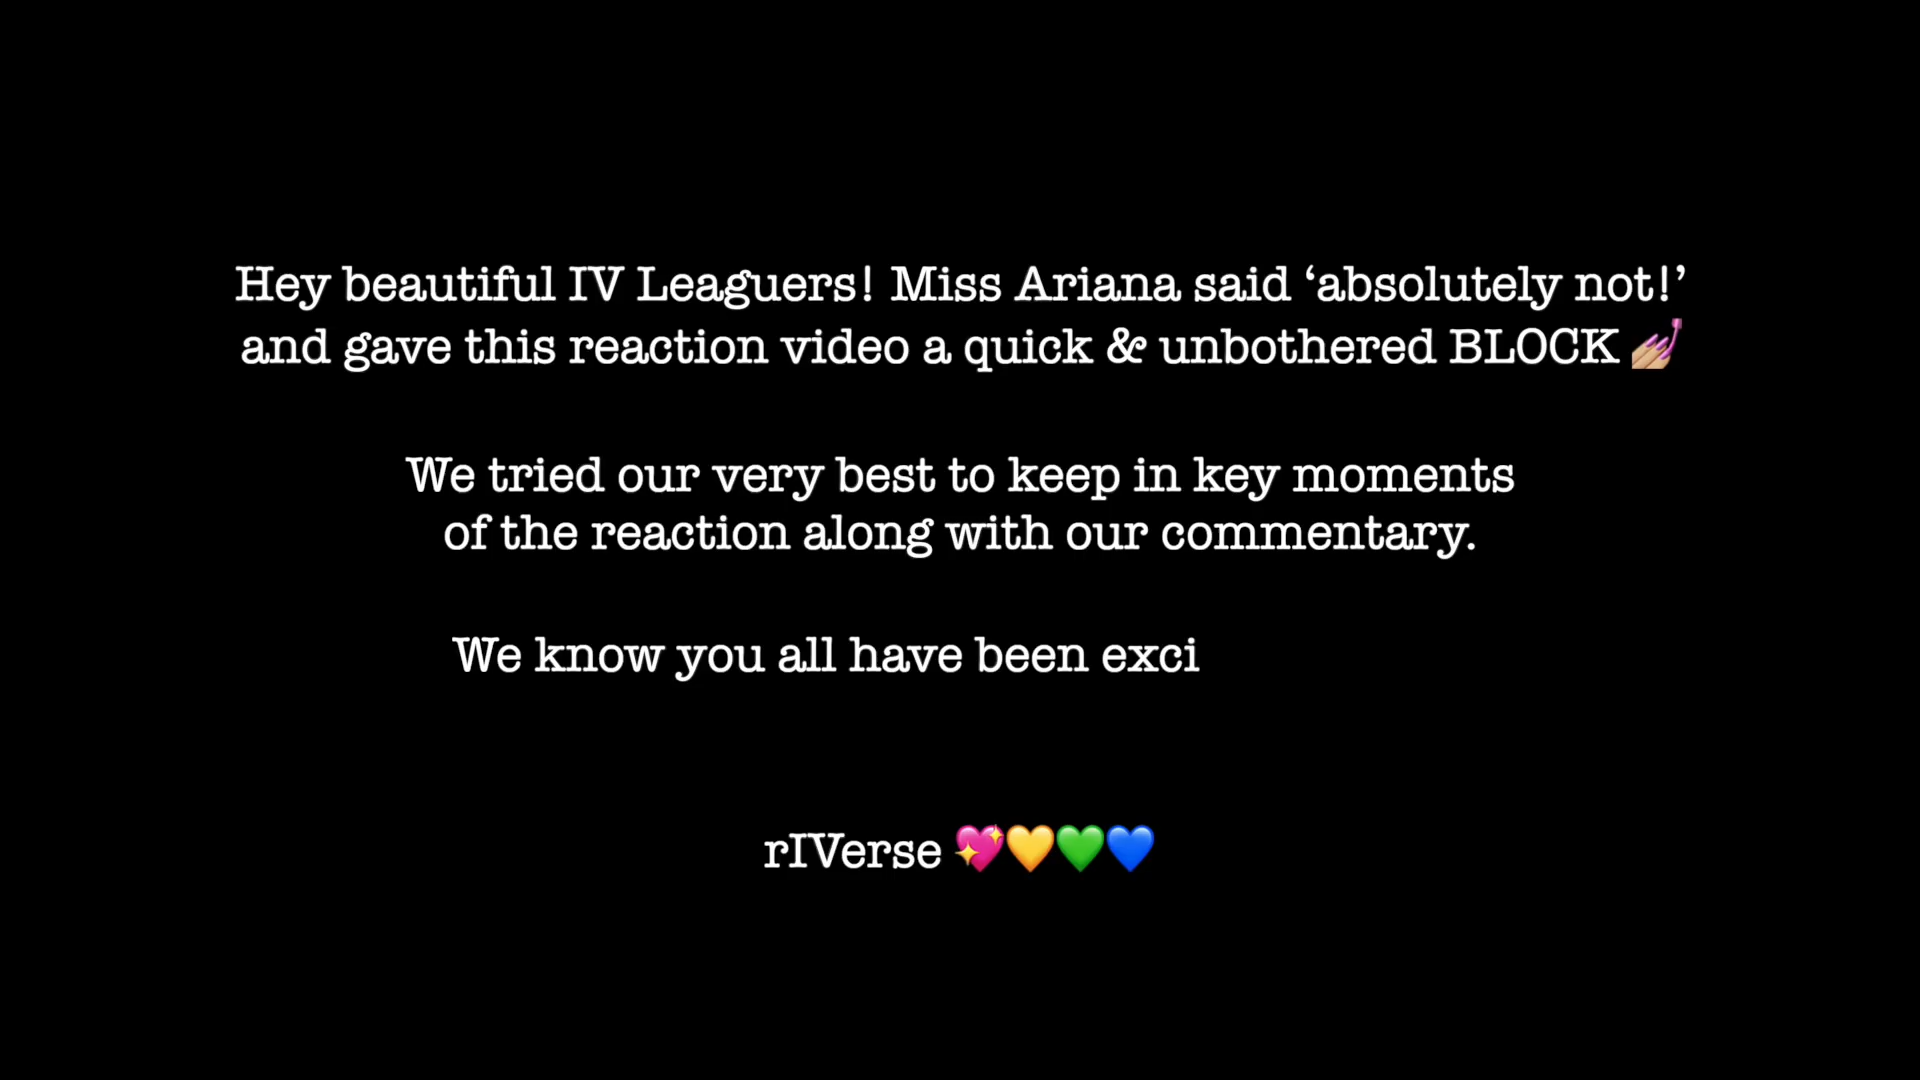 Hey beautiful IV Leaguers! Miss Ariana said ‘absolutely not!’
and gave this reaction video a quick & unbothered BLOCK 💅🏼
We tried our very best to keep in key moments
of the reaction along with our commentary.
We know you all have been exci
rIVerse 💖💛💚💙